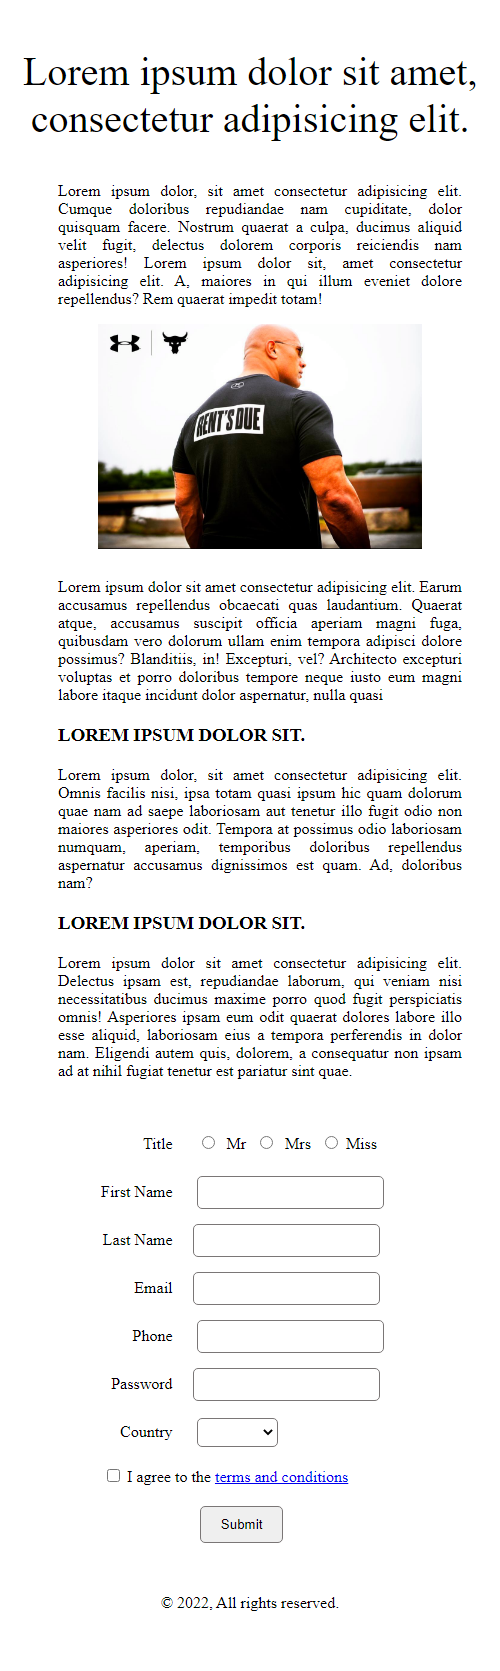 Lorem ipsum dolor sit amet,
consectetur adipisicing elit.
Lorem ipsum dolor, sit amet consectetur adipisicing elit.
Cumque doloribus repudiandae nam cupiditate, dolor
quisquam facere. Nostrum quaerat a culpa, ducimus aliquid
velit fugit, delectus dolorem corporis reiciendis nam
asperiores! Lorem ipsum dolor sit, amet consectetur
adipisicing elit. A, maiores in qui illum eveniet dolore
repellendus? Rem quaerat impedit totam!
RENT'S DUE
Lorem ipsum dolor sit amet consectetur adipisicing elit. Earum
accusamus repellendus obcaecati quas laudantium. Quaerat
atque, accusamus suscipit officia aperiam magni fuga,
quibusdam vero dolorum ullam enim tempora adipisci dolore
possimus? Blanditiis, in! Excepturi, vel? Architecto excepturi
voluptas et porro doloribus tempore neque iusto eum magni
labore itaque incidunt dolor aspernatur, nulla quasi
LOREM IPSUM DOLOR SIT.
Lorem ipsum dolor, sit amet consectetur adipisicing elit.
Omnis facilis nisi, ipsa totam quasi ipsum hic quam dolorum
quae nam ad saepe laboriosam aut tenetur illo fugit odio non
maiores asperiores odit. Tempora at possimus odio laboriosam
numquam, aperiam, temporibus doloribus repellendus
aspernatur accusamus dignissimos est quam. Ad, doloribus
nam?
LOREM IPSUM DOLOR SIT.
Lorem ipsum dolor sit amet consectetur adipisicing elit.
Delectus ipsam est, repudiandae laborum, qui veniam nisi
necessitatibus ducimus maxime porro quod fugit perspiciatis
omnis! Asperiores ipsam eum odit quaerat dolores labore illo
esse aliquid, laboriosam eius a tempora perferendis in dolor
nam. Eligendi autem quis, dolorem, a consequatur non ipsam
ad at nihil fugiat tenetur est pariatur sint quae.
Title Mr Mrs Miss
First Name
Last Name
Email
Phone
Password
Country
I agree to the terms and conditions
Submit
© 2022, All rights reserved.